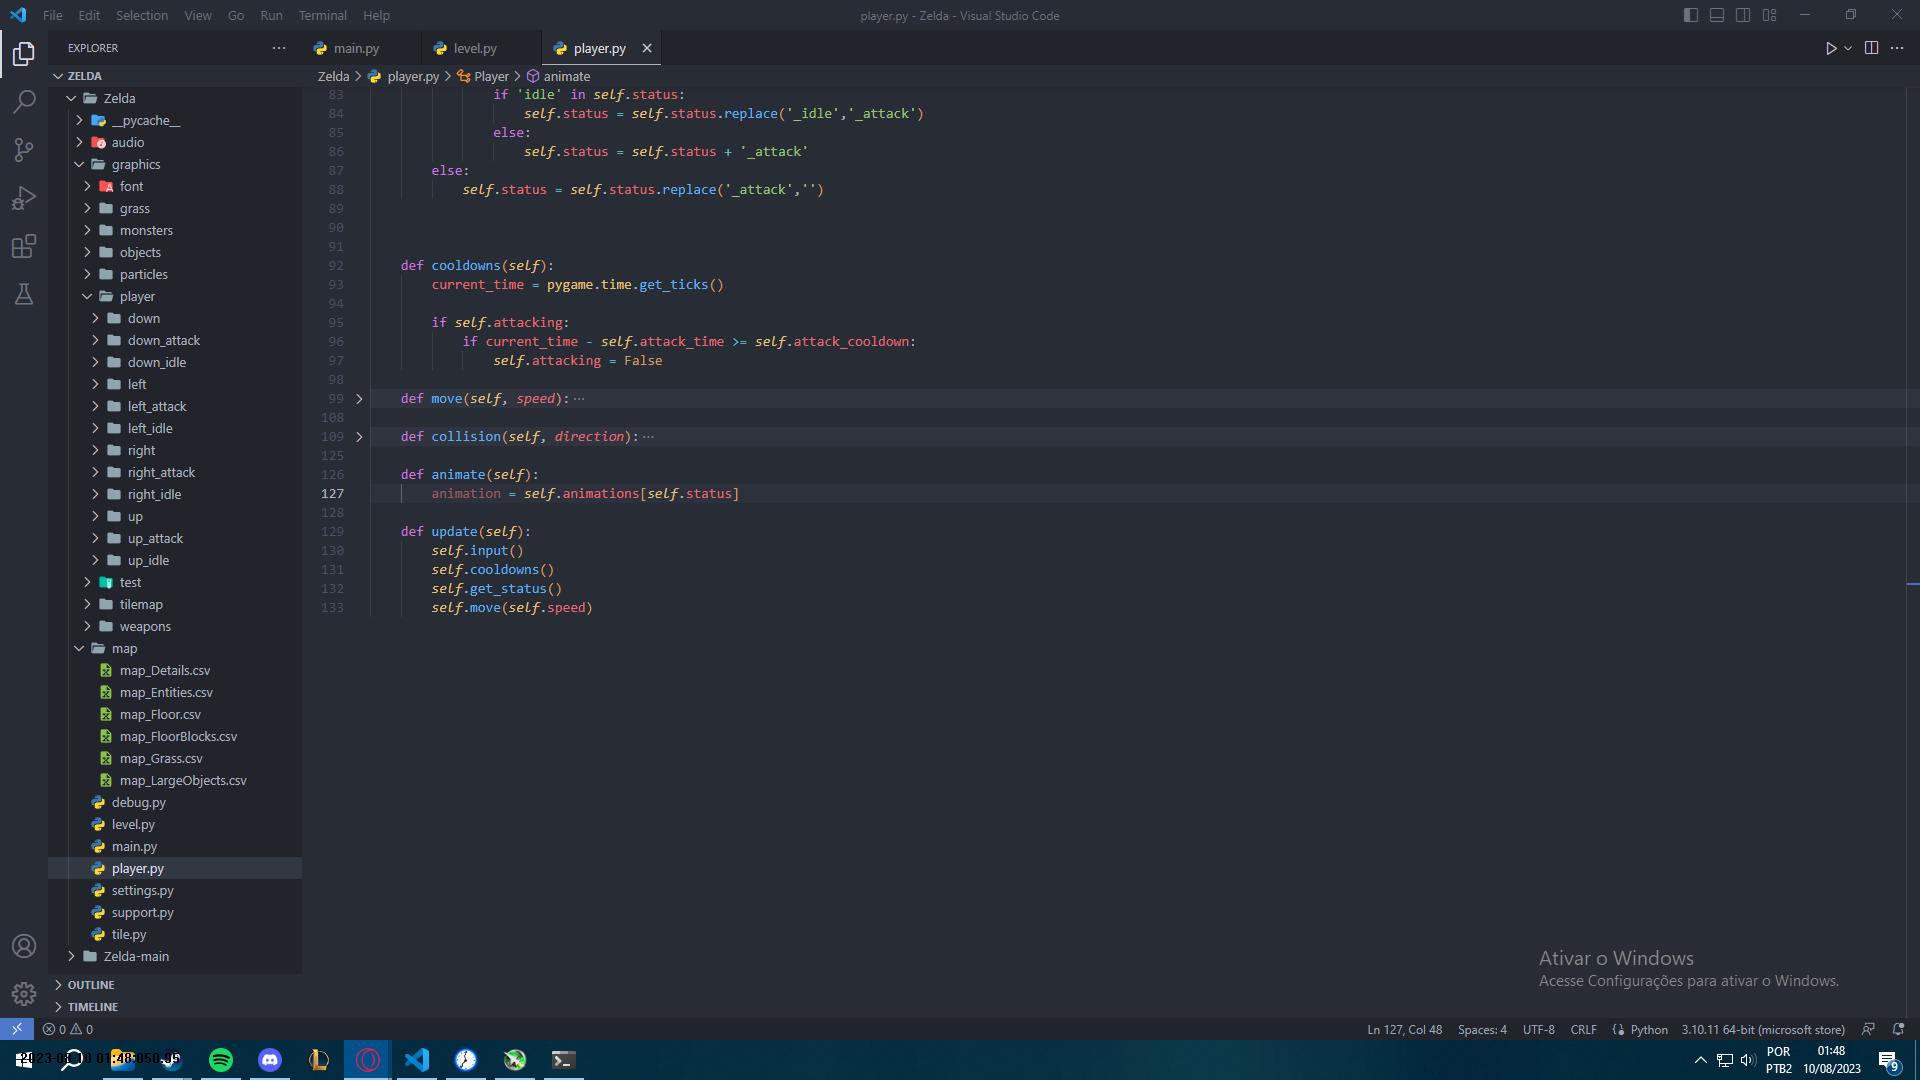 File Edit Selection View Go Run Terminal Help
player.py - Zelda - Visual Studio Code
EXPLORER
main.py
level.py
player.py
ZELDA
Zelda > player.py > Player > animate
Zelda
__pycache__
audio
graphics
font
grass
monsters
objects
particles
player
down
down_attack
down_idle
left
left_attack
left_idle
right
right_attack
right_idle
up
up_attack
up_idle
test
tilemap
weapons
map
map_Details.csv
map_Entities.csv
map_Floor.csv
map_FloorBlocks.csv
map_Grass.csv
map_LargeObjects.csv
debug.py
level.py
main.py
player.py
settings.py
support.py
tile.py
Zelda-main
OUTLINE
TIMELINE
83 if 'idle' in self.status:
84 self.status = self.status.replace('_idle','_attack')
85 else:
86 self.status = self.status + '_attack'
87 else:
88 self.status = self.status.replace('_attack','')
89
90
91
92 def cooldowns(self):
93 current_time = pygame.time.get_ticks()
94
95 if self.attacking:
96 if current_time - self.attack_time >= self.attack_cooldown:
97 self.attacking = False
98
99 def move(self, speed):···
108
109 def collision(self, direction):···
125
126 def animate(self):
127 animation = self.animations[self.status]
128
129 def update(self):
130 self.input()
131 self.cooldowns()
132 self.get_status()
133 self.move(self.speed)
Ativar o Windows
Acesse Configurações para ativar o Windows.
0 0
Ln 127, Col 48 Spaces: 4 UTF-8 CRLF Python 3.10.11 64-bit (microsoft store)
POR
PTB2
01:48
10/08/2023
9